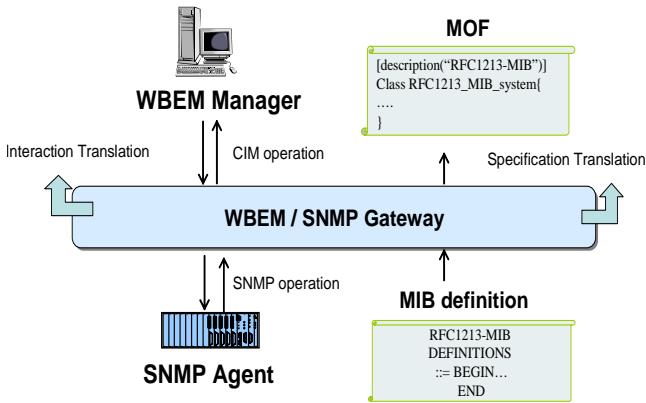 MOF
[description(“RFC1213-MIB”)]
Class RFC1213_MIB_system{
....
}
WBEM Manager
Interaction Translation
CIM operation
Specification Translation
WBEM / SNMP Gateway
SNMP operation
MIB definition
RFC1213-MIB
DEFINITIONS
::= BEGIN…
END
SNMP Agent